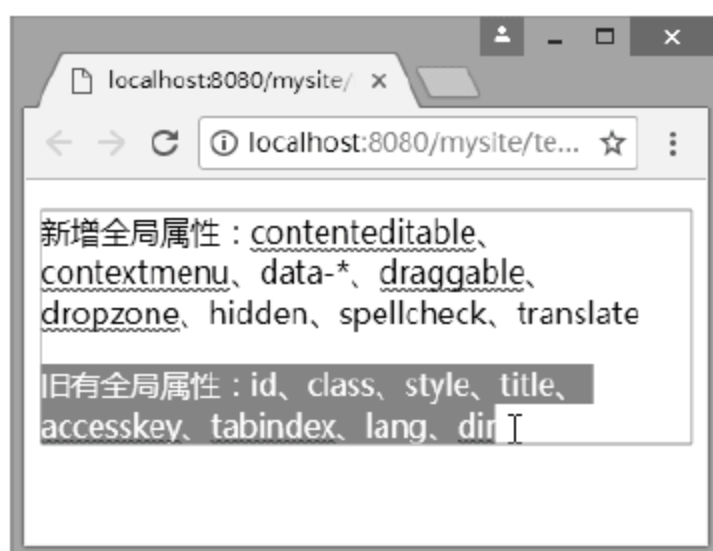 localhost:8080/mysite/
localhost:8080/mysite/te...
新增全局属性：contenteditable、
contextmenu、data-*、draggable、
dropzone、hidden、spellcheck、translate
旧有全局属性：id、class、style、title、
accesskey、tabindex、lang、dir